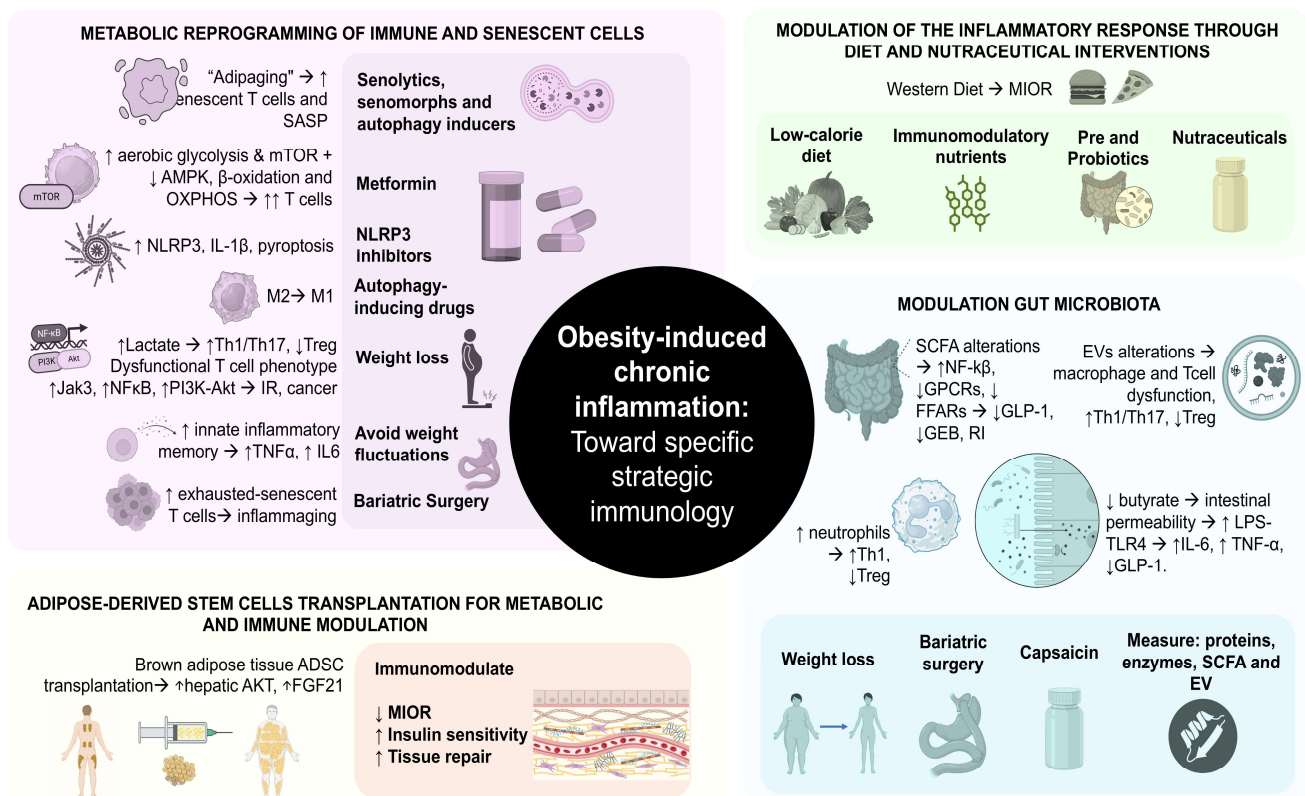 METABOLIC REPROGRAMMING OF IMMUNE AND SENESCENT CELLS
“Adipaging" → ↑
enescent T cells and
SASP
↑ aerobic glycolysis & mTOR +
↓ AMPK, β-oxidation and
OXPHOS → ↑↑ T cells
mTOR
↑ NLRP3, IL-1β, pyroptosis
M2→ M1
NF-κB
PI3K
Akt
↑Lactate → ↑Th1/Th17, ↓Treg
Dysfunctional T cell phenotype
↑Jak3, ↑NFκB, ↑PI3K-Akt → IR, cancer
↑ innate inflammatory
memory → ↑TNFα, ↑ IL6
↑ exhausted-senescent
T cells→ inflammaging
Senolytics,
senomorphs and
autophagy inducers
Metformin
NLRP3
inhibitors
Autophagy-
inducing drugs
Weight loss
Avoid weight
fluctuations
Bariatric Surgery
Obesity-induced
chronic
inflammation:
Toward specific
strategic
immunology
MODULATION OF THE INFLAMMATORY RESPONSE THROUGH
DIET AND NUTRACEUTICAL INTERVENTIONS
Western Diet → MIOR
Low-calorie
diet
Immunomodulatory
nutrients
Pre and
Probiotics
Nutraceuticals
MODULATION GUT MICROBIOTA
SCFA alterations
→ ↑NF-kβ,
↓GPCRs, ↓
FFARs → ↓GLP-1,
↓GEB, RI
EVs alterations →
macrophage and Tcell
dysfunction,
↑Th1/Th17, ↓Treg
↑ neutrophils
→ ↑Th1,
↓Treg
↓ butyrate → intestinal
permeability → ↑ LPS-
TLR4 → ↑IL-6, ↑ TNF-α,
↓GLP-1.
Weight loss
Bariatric
surgery
Capsaicin
Measure: proteins,
enzymes, SCFA and
EV
ADIPOSE-DERIVED STEM CELLS TRANSPLANTATION FOR METABOLIC
AND IMMUNE MODULATION
Brown adipose tissue ADSC
transplantation→ ↑hepatic AKT, ↑FGF21
Immunomodulate
↓ MIOR
↑ Insulin sensitivity
↑ Tissue repair